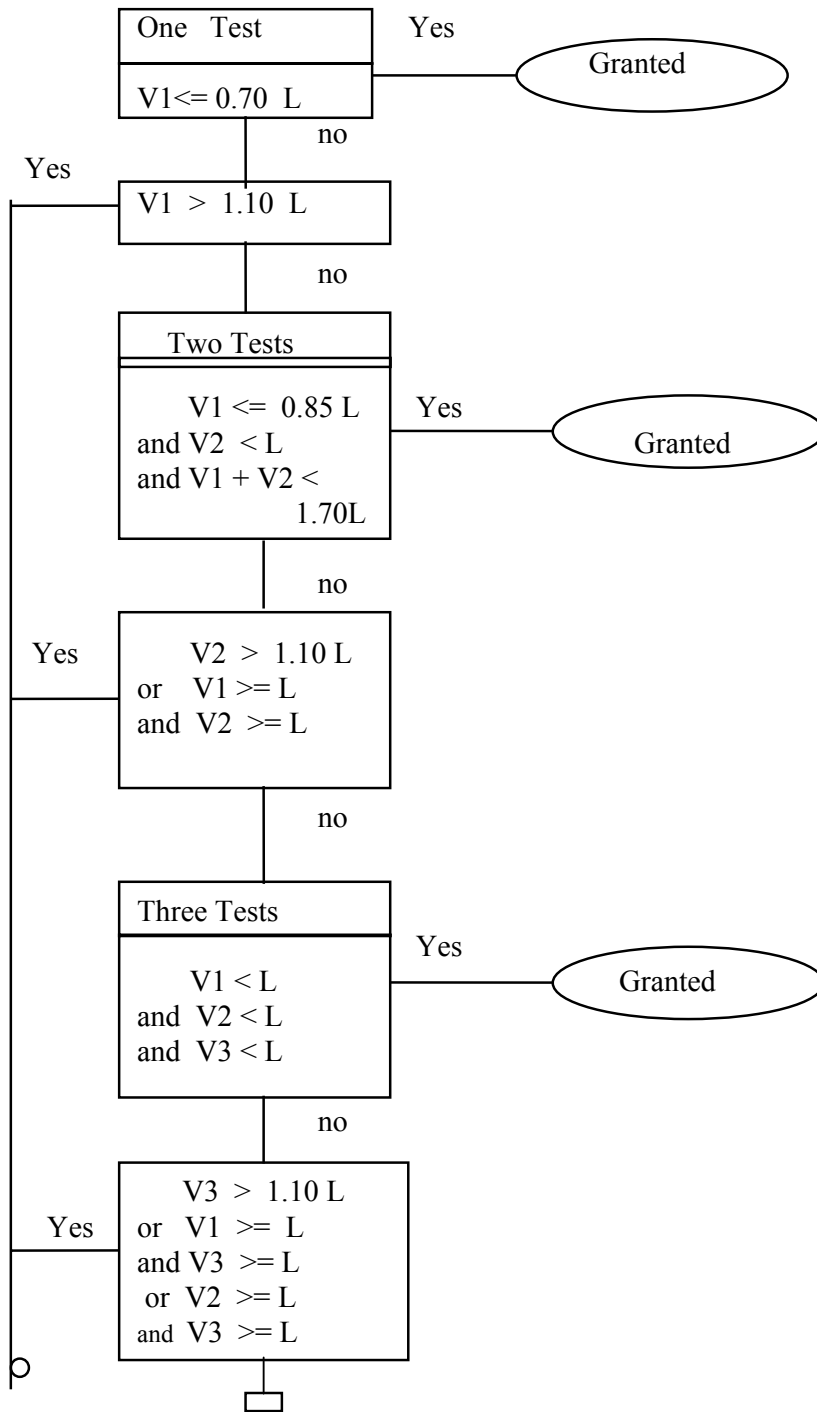 One Test
Yes
Granted
V1<= 0.70 L
no
Yes
V1 > 1.10 L
no
Two Tests
V1 <= 0.85 L
Yes
and V2 < L
Granted
and V1 + V2 <
1.70L
no
Yes
V2 > 1.10 L
or V1 >= L
and V2 >= L
no
Three Tests
Yes
V1 < L
Granted
and V2 < L
and V3 < L
no
V3 > 1.10 L
Yes
or V1 >= L
and V3 >= L
or V2 >= L
and V3 >= L